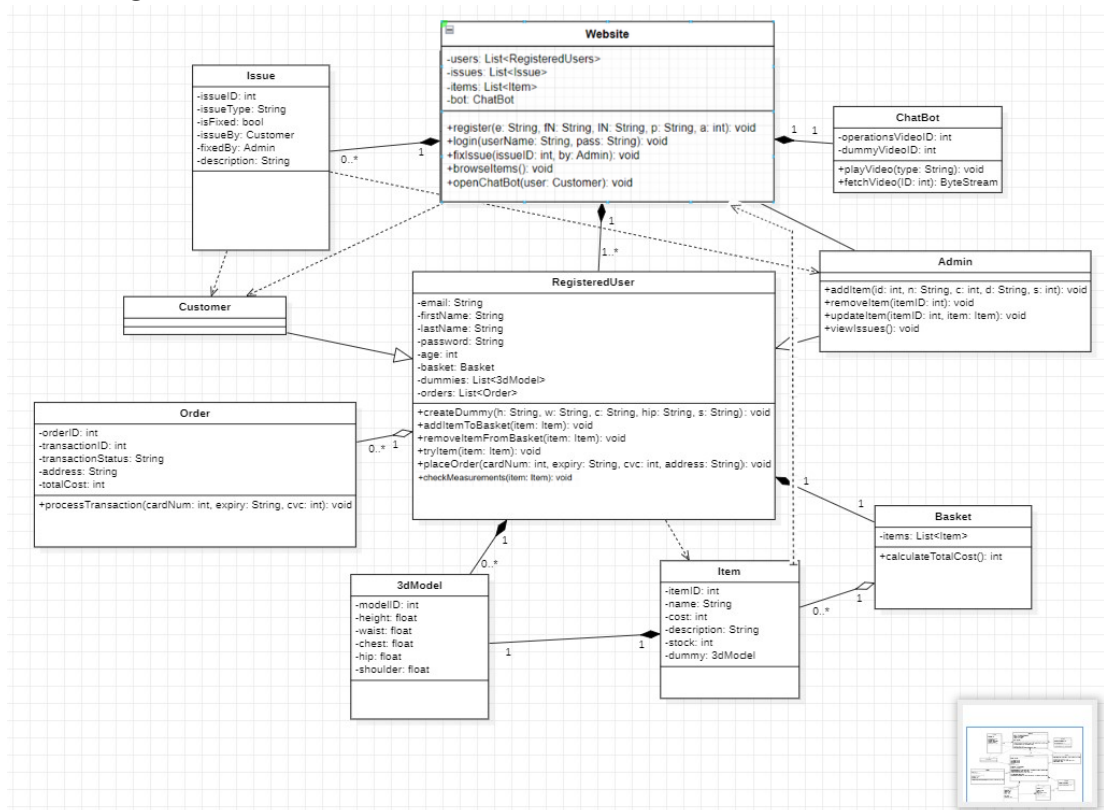 Website
-users: List<RegisteredUsers>
-issues: List<Issue>
-items: List<Item>
-bot: ChatBot
+register(e: String, fN: String, lN: String, p: String, a: int): void
+login(userName: String, pass: String): void
+fixIssue(issueID: int, by: Admin): void
+browseItems(): void
+openChatBot(user: Customer): void
Issue
-issueID: int
-issueType: String
-isFixed: bool
-issueBy: Customer
-fixedBy: Admin
-description: String
0..*
1
1
1
ChatBot
-operationsVideoID: int
-dummyVideoID: int
+playVideo(type: String): void
+fetchVideo(ID: int): ByteStream
1
1..*
Admin
+addItem(id: int, n: String, c: int, d: String, s: int): void
+removeItem(itemID: int): void
+updateItem(itemID: int, item: Item): void
+viewIssues(): void
Customer
RegisteredUser
-email: String
-firstName: String
-lastName: String
-password: String
-age: int
-basket: Basket
-dummies: List<3dModel>
-orders: List<Order>
+createDummy(h: String, w: String, c: String, hip: String, s: String): void
+addItemToBasket(item: Item): void
+removeItemFromBasket(item: Item): void
+tryItem(item: Item): void
+placeOrder(cardNum: int, expiry: String, cvc: int, address: String): void
+checkMeasurements(item: Item): void
Order
-orderID: int
-transactionID: int
-transactionStatus: String
-address: String
-totalCost: int
+processTransaction(cardNum: int, expiry: String, cvc: int): void
0..*
1
1
1
Basket
-items: List<Item>
+calculateTotalCost(): int
1
0..*
3dModel
-modelID: int
-height: float
-waist: float
-chest: float
-hip: float
-shoulder: float
1
1
Item
-itemID: int
-name: String
-cost: int
-description: String
-stock: int
-dummy: 3dModel
0..*
1